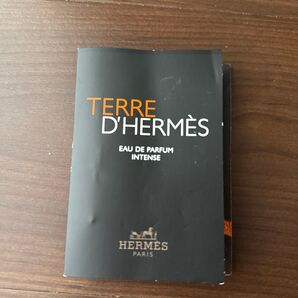 TERRE
D'HERMÈS
EAU DE PARFUM
INTENSE
HERMÈS
PARIS